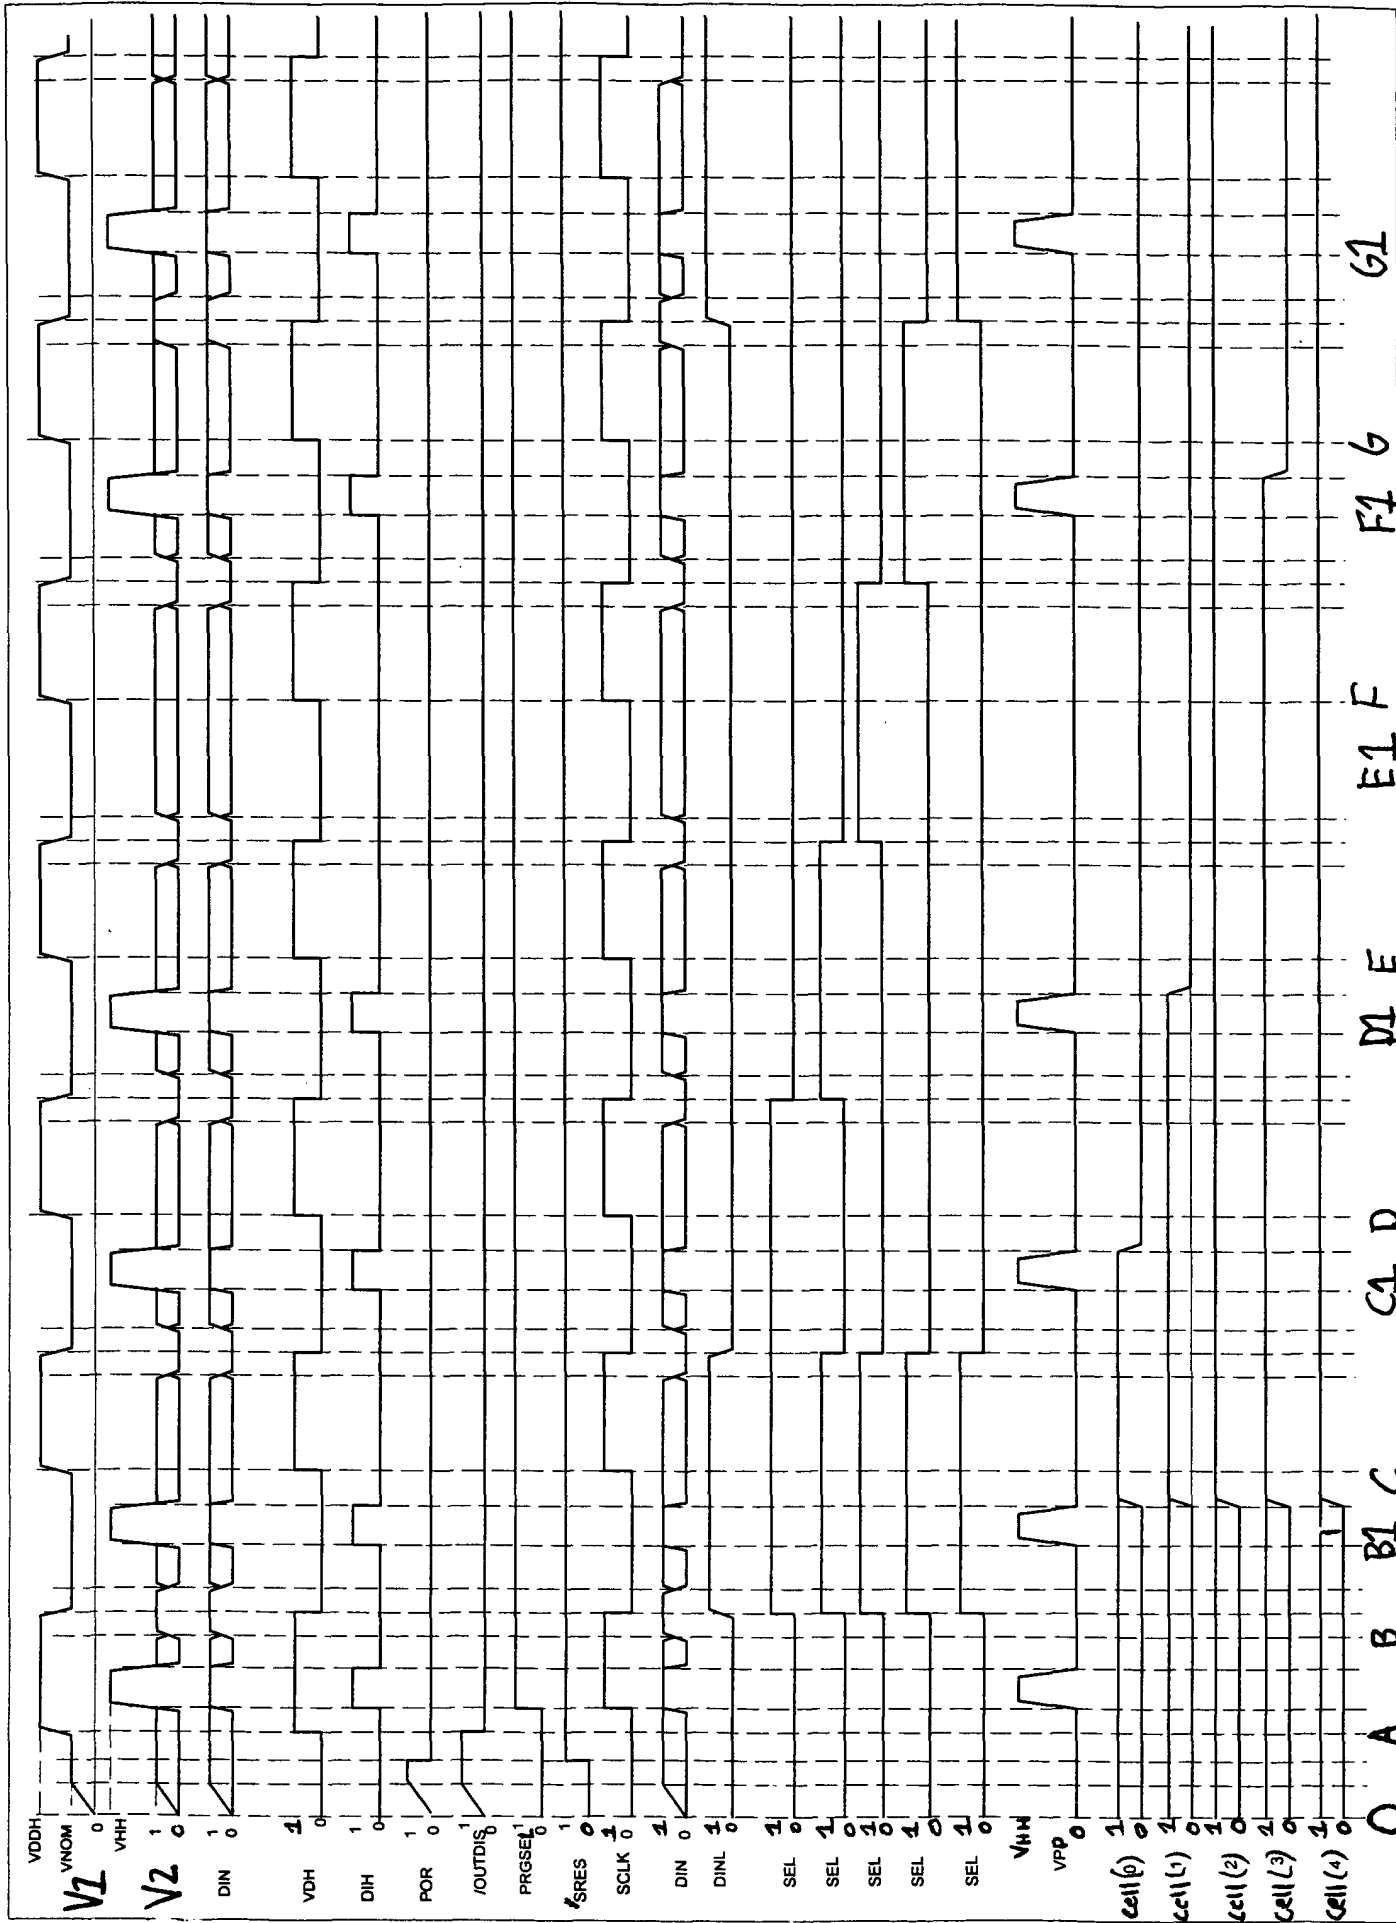 VDDH
VNOM
V1
0
VHH
V2
1
0
DIN
1
0
VDH
1
0
DIH
1
0
POR
1
0
/OUTDIS
1
0
PRGSEL
1
0
/SRES
1
0
SCLK
1
0
DIN
1
0
DINL
1
0
SEL
1
0
SEL
1
0
SEL
1
0
SEL
1
0
SEL
1
0
VHH
VPP
0
cell(0)
1
0
cell(1)
1
0
cell(2)
1
0
cell(3)
1
0
cell(4)
1
0
O A B B1 C C1 D D1 E E1 F F1 G G1